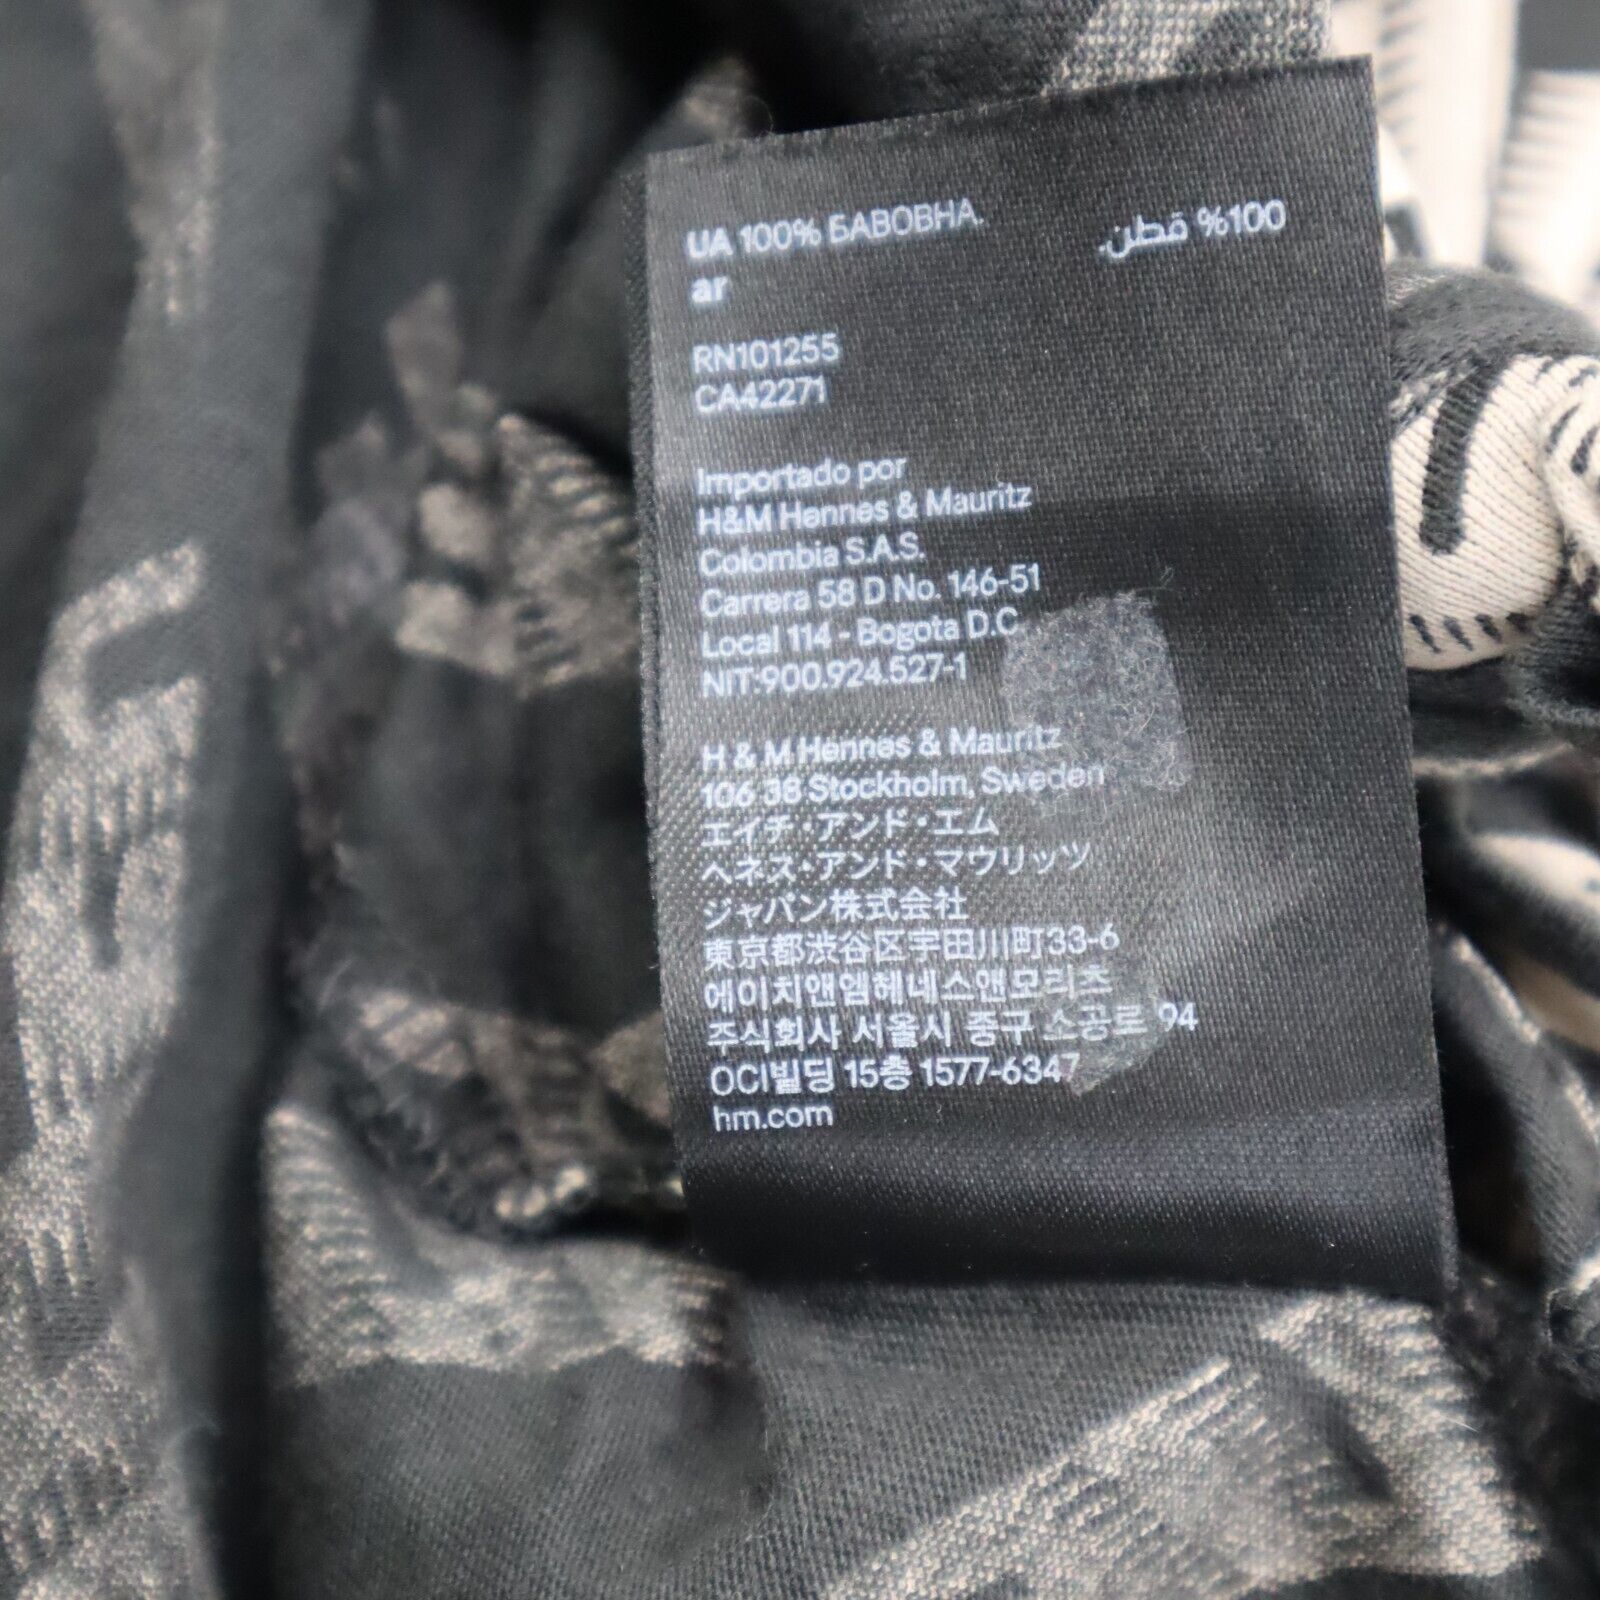 UA 100% БАВОВНА.
ar
100% قطن.
RN101255
CA42271
Importado por
H&M Hennes & Mauritz
Colombia S.A.S.
Carrera 58 D No. 146-51
Local 114 - Bogota D.C
NIT:900.924.527-1
H & M Hennes & Mauritz
106 38 Stockholm, Sweden
エイチ・アンド・エム
ヘネス・アンド・マウリッツ
ジャパン株式会社
東京都渋谷区宇田川町33-6
에이치앤엠헤네스앤모리츠
주식회사 서울시 중구 소공로 94
OCI빌딩 15층 1577-6347
hm.com